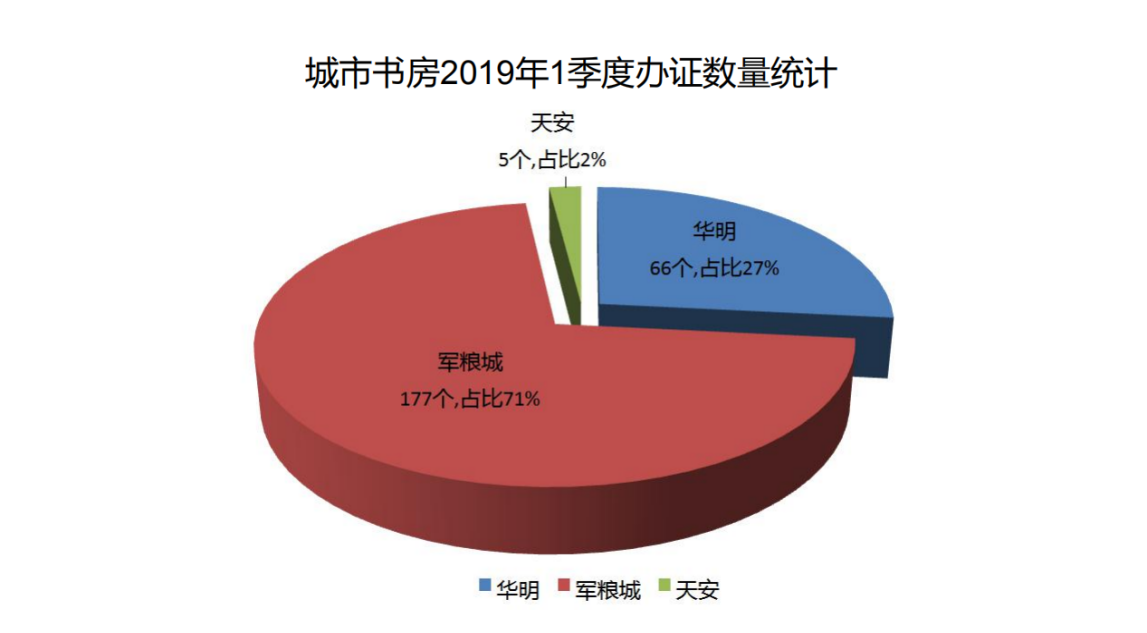 城市书房2019年1季度办证数量统计
天安
5个,占比2%
华明
66个,占比27%
军粮城
177个,占比71%
华明 军粮城 天安